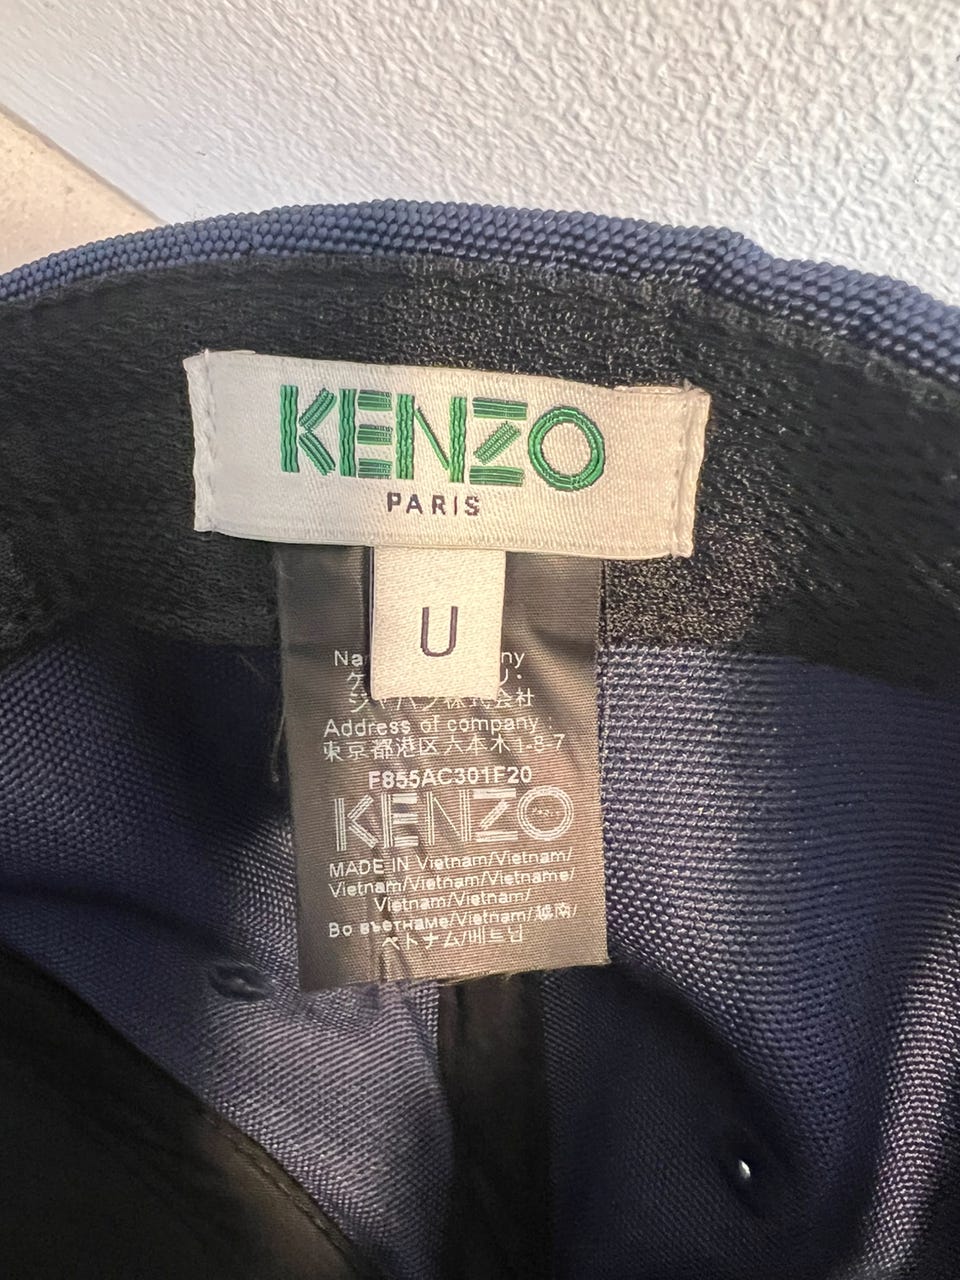 KENZO
PARIS
U
Address of company :
東京都港区六本木1-8-7
F855AC301F20
KENZO
MADE IN Vietnam/Vietnam/
Vietnam/Vietnam/Vietname/
Vietnam/Vietnam/
Во вьетнаме/Vietnam/越南/
ベトナム/베트남